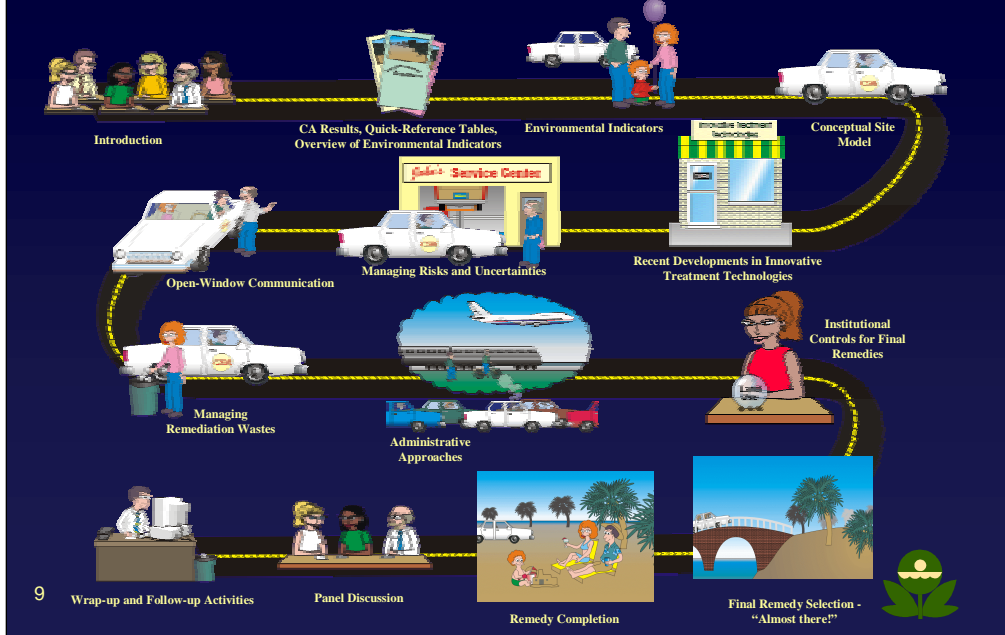 Introduction
CA Results, Quick-Reference Tables,
Overview of Environmental Indicators
Environmental Indicators
Conceptual Site
Model
Innovative Treatment
Technologies
Recent Developments in Innovative
Treatment Technologies
Service Center
Managing Risks and Uncertainties
Open-Window Communication
Managing
Remediation Wastes
Administrative
Approaches
Institutional
Controls for Final
Remedies
Land
Use
Final Remedy Selection -
“Almost there!”
Remedy Completion
Panel Discussion
Wrap-up and Follow-up Activities
9